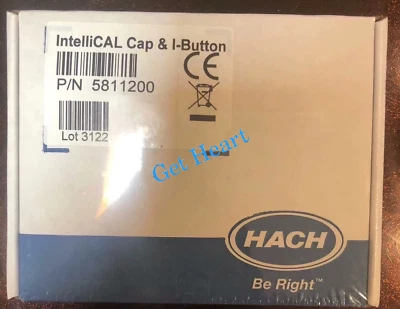 IntelliCAL Cap & I-Button
P/N 5811200
CE
Lot 3122
Get Heart
HACH
Be Right™